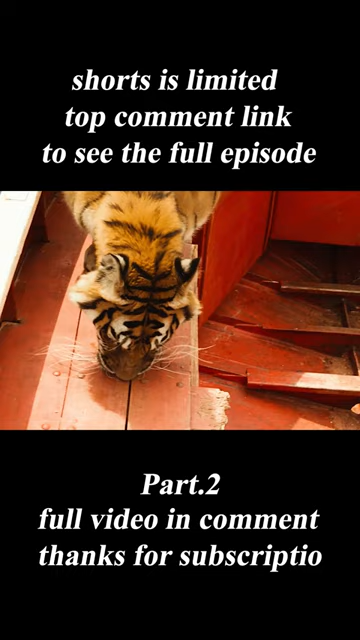 shorts is limited
top comment link
to see the full episode
Part.2
full video in comment
thanks for subscriptio